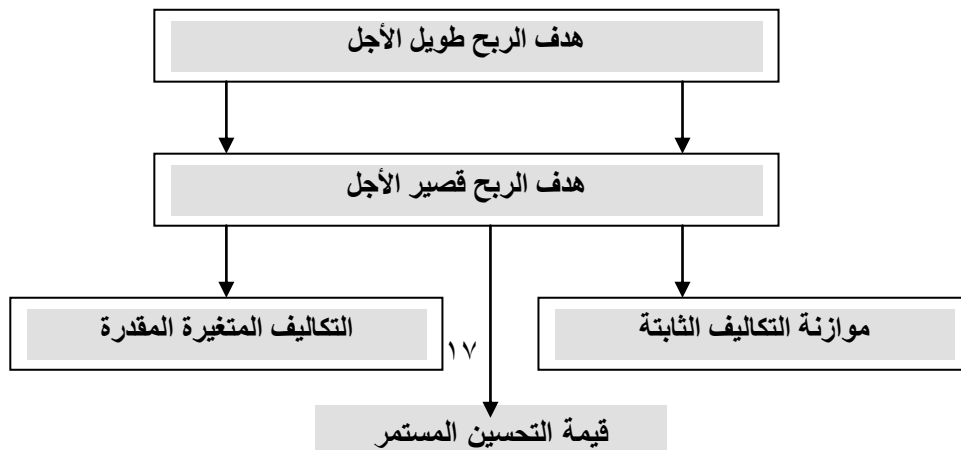 هدف الربح طويل الأجل
هدف الربح قصير الأجل
موازنة التكاليف الثابتة
التكاليف المتغيرة المقدرة
١٧
قيمة التحسين المستمر